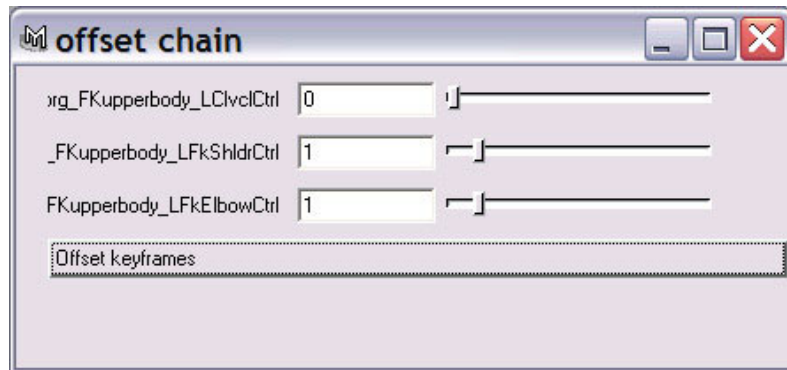 offset chain
org_FKupperbody_LClvclCtrl 0
_FKupperbody_LFkShldrCtrl 1
FKupperbody_LFkElbowCtrl 1
Offset keyframes